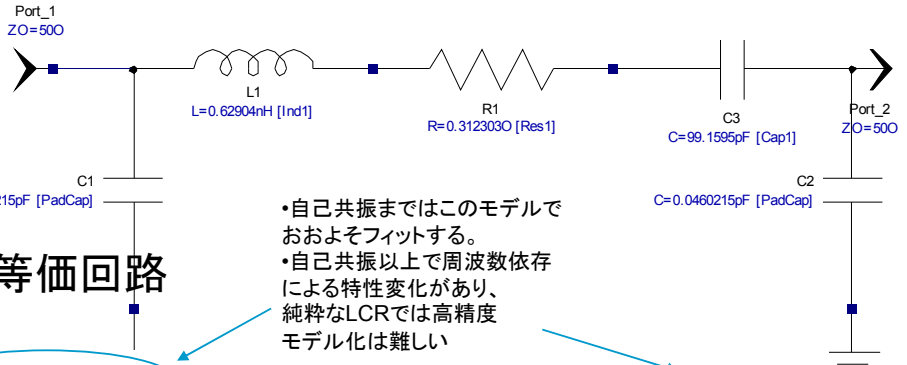 Port_1
ZO=50O
L1
L=0.62904nH [Ind1]
R1
R=0.312303O [Res1]
C3
C=99.1595pF [Cap1]
Port_2
ZO=50O
C1
215pF [PadCap]
C2
C=0.0460215pF [PadCap]
•自己共振まではこのモデルで
おおよそフィットする。
•自己共振以上で周波数依存
による特性変化があり、
純粋なLCRでは高精度
モデル化は難しい
等価回路